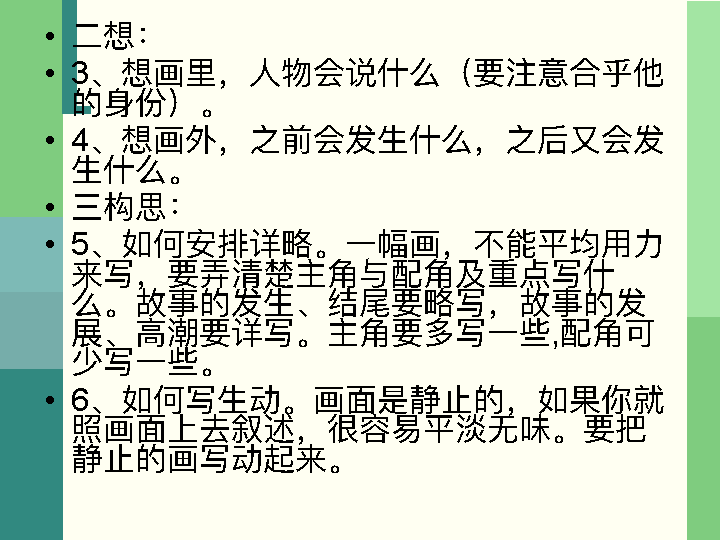 • 二想：
• 3、想画里，人物会说什么（要注意合乎他
的身份）。
• 4、想画外，之前会发生什么，之后又会发
生什么。
• 三构思：
• 5、如何安排详略。一幅画，不能平均用力
来写，要弄清楚主角与配角及重点写什
么。故事的发生、结尾要略写，故事的发
展、高潮要详写。主角要多写一些,配角可
少写一些。
• 6、如何写生动。画面是静止的，如果你就
照画面上去叙述，很容易平淡无味。要把
静止的画写动起来。